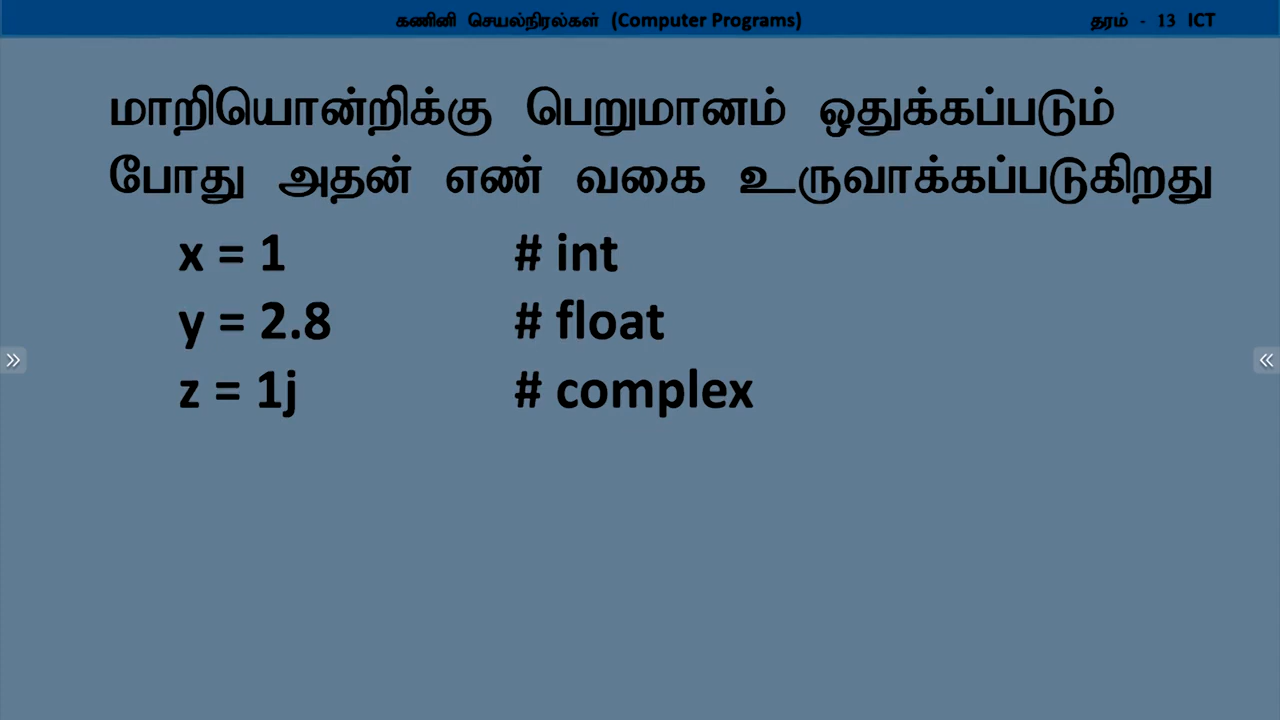 கணினி செயல்நிரல்கள் (Computer Programs) தரம் - 13 ICT
மாறியொன்றிக்கு பெறுமானம் ஒதுக்கப்படும்
போது அதன் எண் வகை உருவாக்கப்படுகிறது
x = 1 # int
y = 2.8 # float
z = 1j # complex